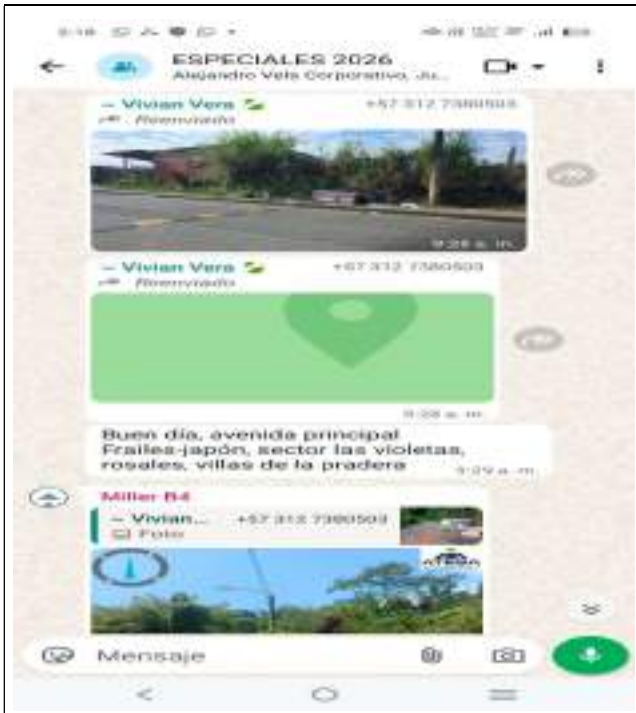 ESPECIALES 2026
Alejandro Vela Corporativo, Ju...
~ Vivian Vera +57 312 7380503
Reenviado
9:28 a. m.
~ Vivian Vera +57 312 7380503
Reenviado
9:28 a. m.
Buen día, avenida principal
Frailes-japón, sector las violetas,
rosales, villas de la pradera 9:29 a. m.
Miller B4
~ Vivian... +57 312 7380503
Foto
Mensaje